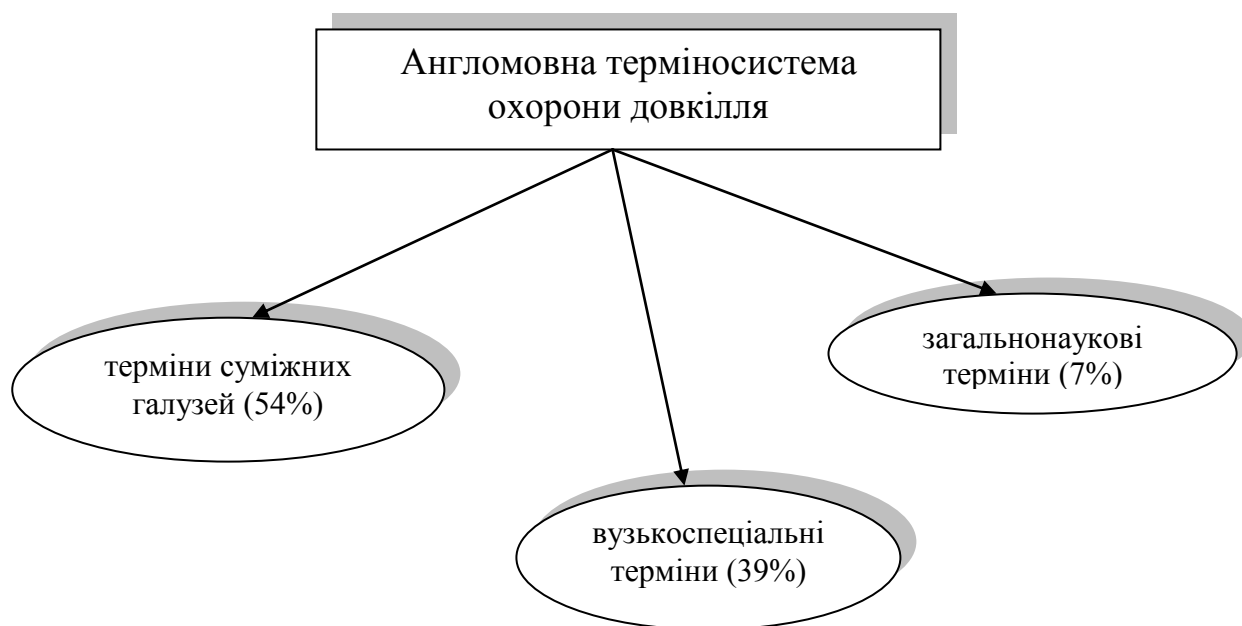 Англомовна терміносистема
охорони довкілля
терміни суміжних
галузей (54%)
загальнонаукові
терміни (7%)
вузькоспеціальні
терміни (39%)